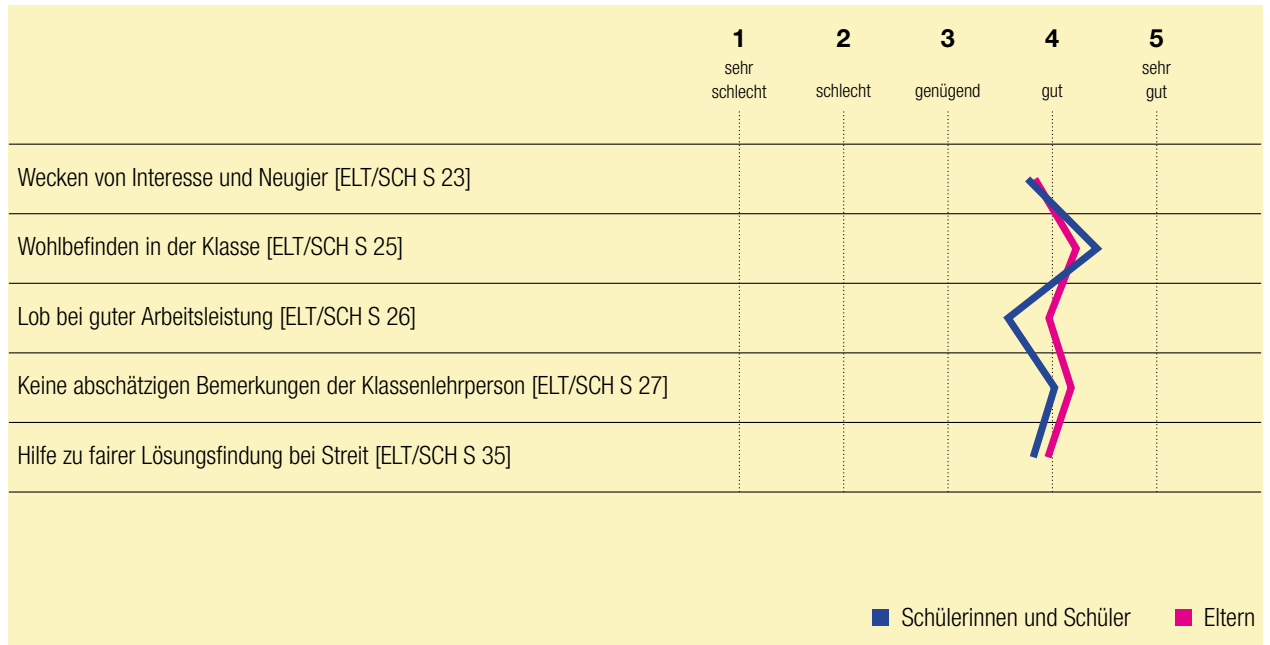 1 2 3 4 5
sehr schlecht schlecht genügend gut sehr gut
Wecken von Interesse und Neugier [ELT/SCH S 23]
Wohlbefinden in der Klasse [ELT/SCH S 25]
Lob bei guter Arbeitsleistung [ELT/SCH S 26]
Keine abschätzigen Bemerkungen der Klassenlehrperson [ELT/SCH S 27]
Hilfe zu fairer Lösungsfindung bei Streit [ELT/SCH S 35]
Schülerinnen und Schüler Eltern